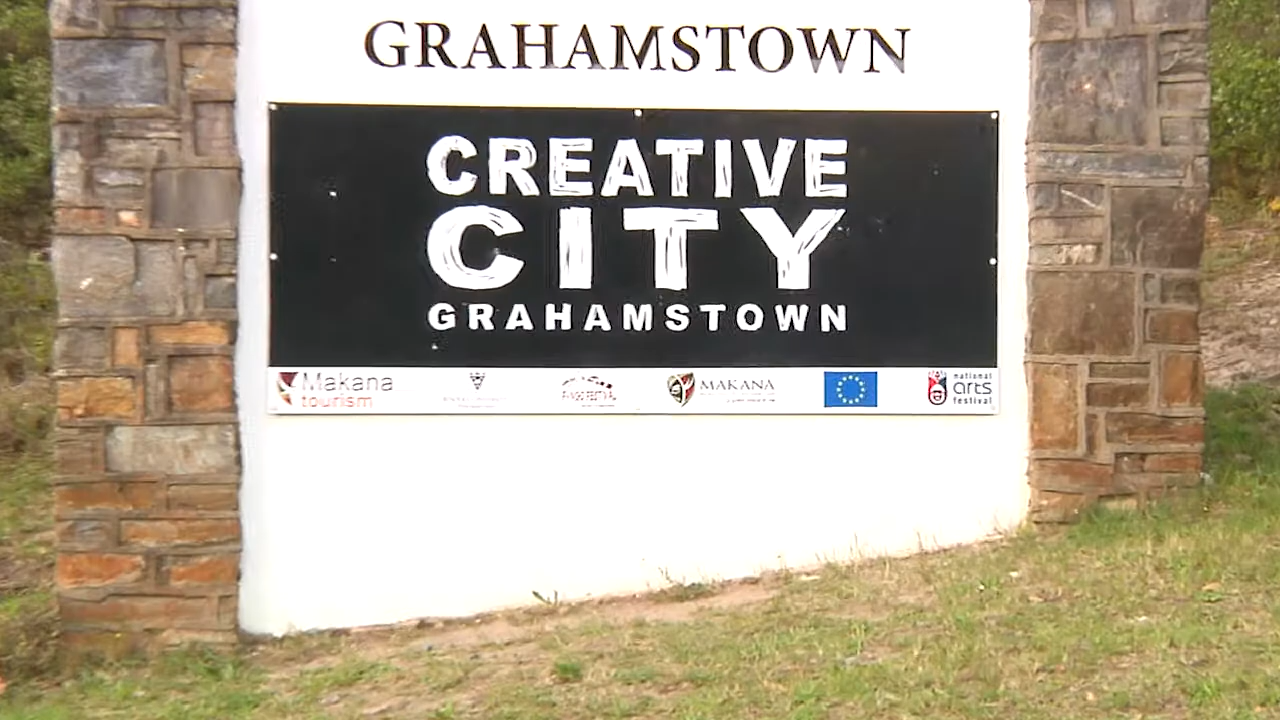 GRAHAMSTOWN
CREATIVE
CITY
GRAHAMSTOWN
Makana
tourism
MAKANA
national
arts
festival